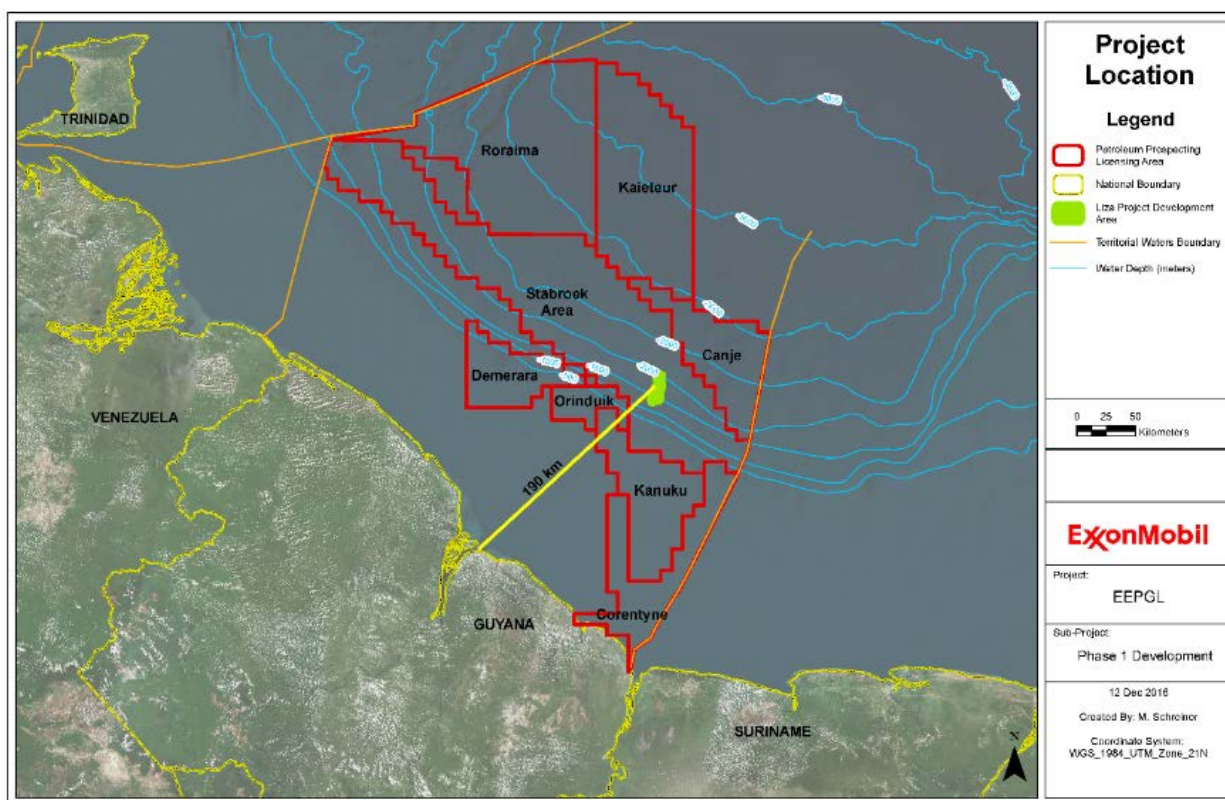 Project
Location
Legend
Petroleum Prospecting
Licensing Area
National Boundary
Liza Project Development
Area
Territorial Waters Boundary
Water Depth (meters)
0 25 50
Kilometers
ExxonMobil
Project:
EEPGL
Sub-Project:
Phase 1 Development
12 Dec 2016
Created By: M. Schreiner
Coordinate System:
WGS_1984_UTM_Zone_21N
TRINIDAD
Roraima
Kaieteur
Stabroek
Area
Canje
Demerara
Orinduik
VENEZUELA
190 km
Kanuku
Corentyne
GUYANA
SURINAME
N